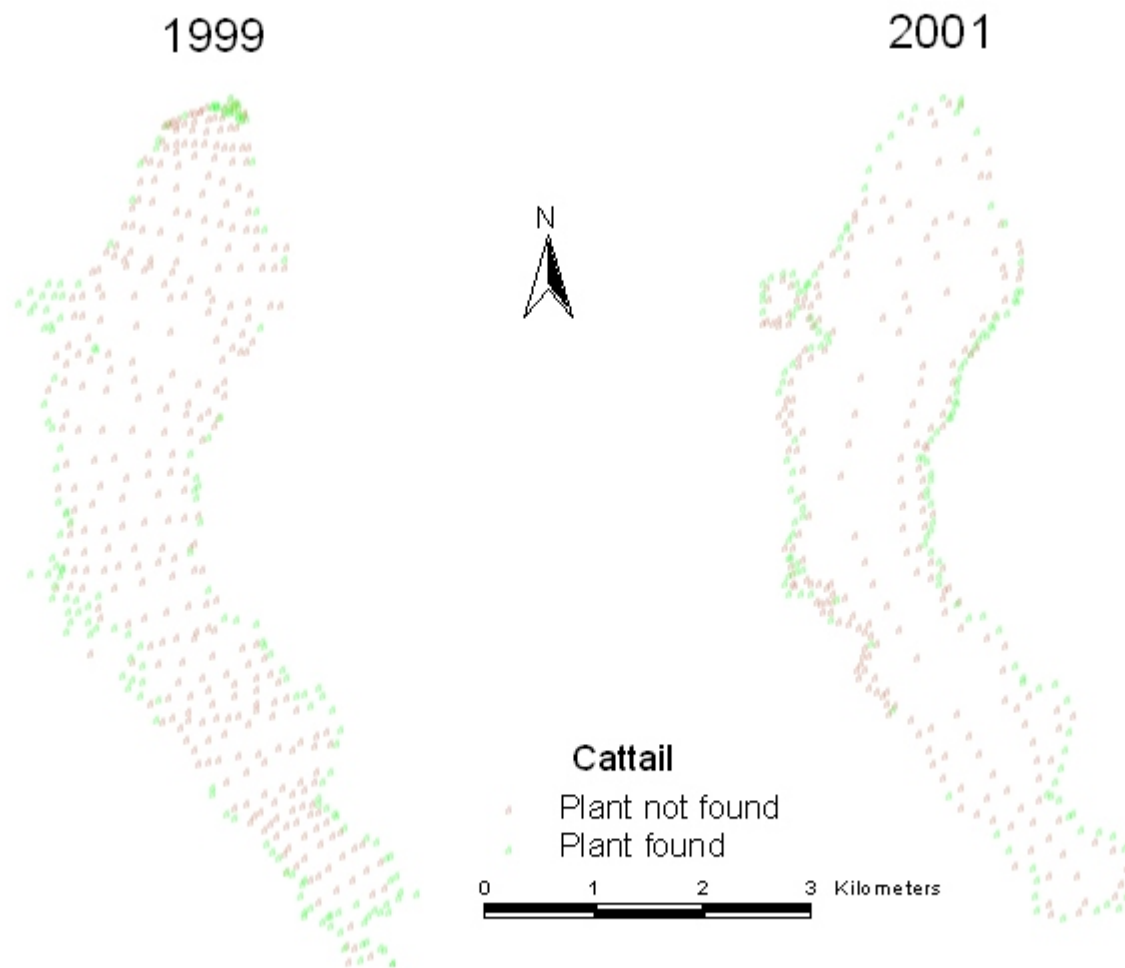 1999
2001
N
Cattail
Plant not found
Plant found
0 1 2 3 Kilometers